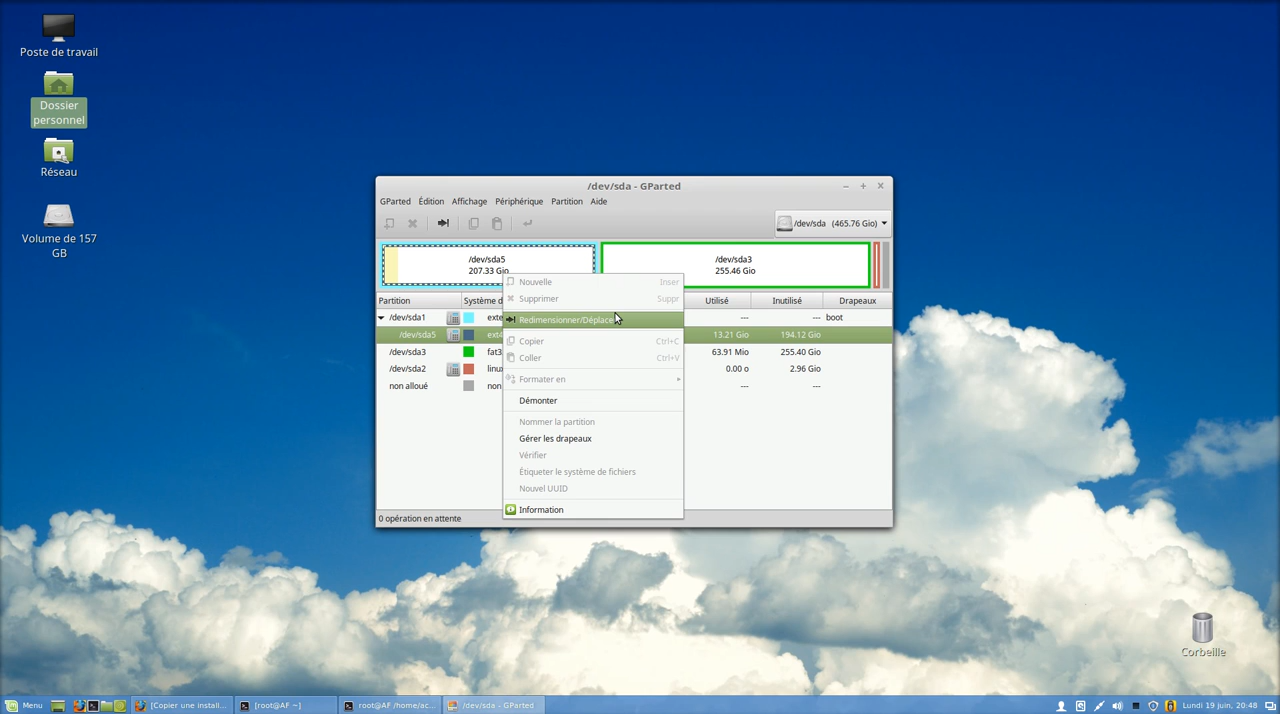 Poste de travail
Dossier
personnel
Réseau
Volume de 157
GB
/dev/sda - GParted
GParted Édition Affichage Périphérique Partition Aide
/dev/sda (465.76 Gio)
/dev/sda5
207.33 Gio
/dev/sda3
255.46 Gio
Partition Système d Utilisé Inutilisé Drapeaux
/dev/sda1 exte --- --- boot
/dev/sda5 ext4 13.21 Gio 194.12 Gio
/dev/sda3 fat3 63.91 Mio 255.40 Gio
/dev/sda2 linux 0.00 o 2.96 Gio
non alloué non --- ---
0 opération en attente
Nouvelle Inser
Supprimer Suppr
Redimensionner/Déplace
Copier Ctrl+C
Coller Ctrl+V
Formater en
Démonter
Nommer la partition
Gérer les drapeaux
Vérifier
Étiqueter le système de fichiers
Nouvel UUID
Information
Corbeille
Menu [Copier une install... [root@AF ~] root@AF /home/ac... /dev/sda - GParted Lundi 19 juin, 20:48